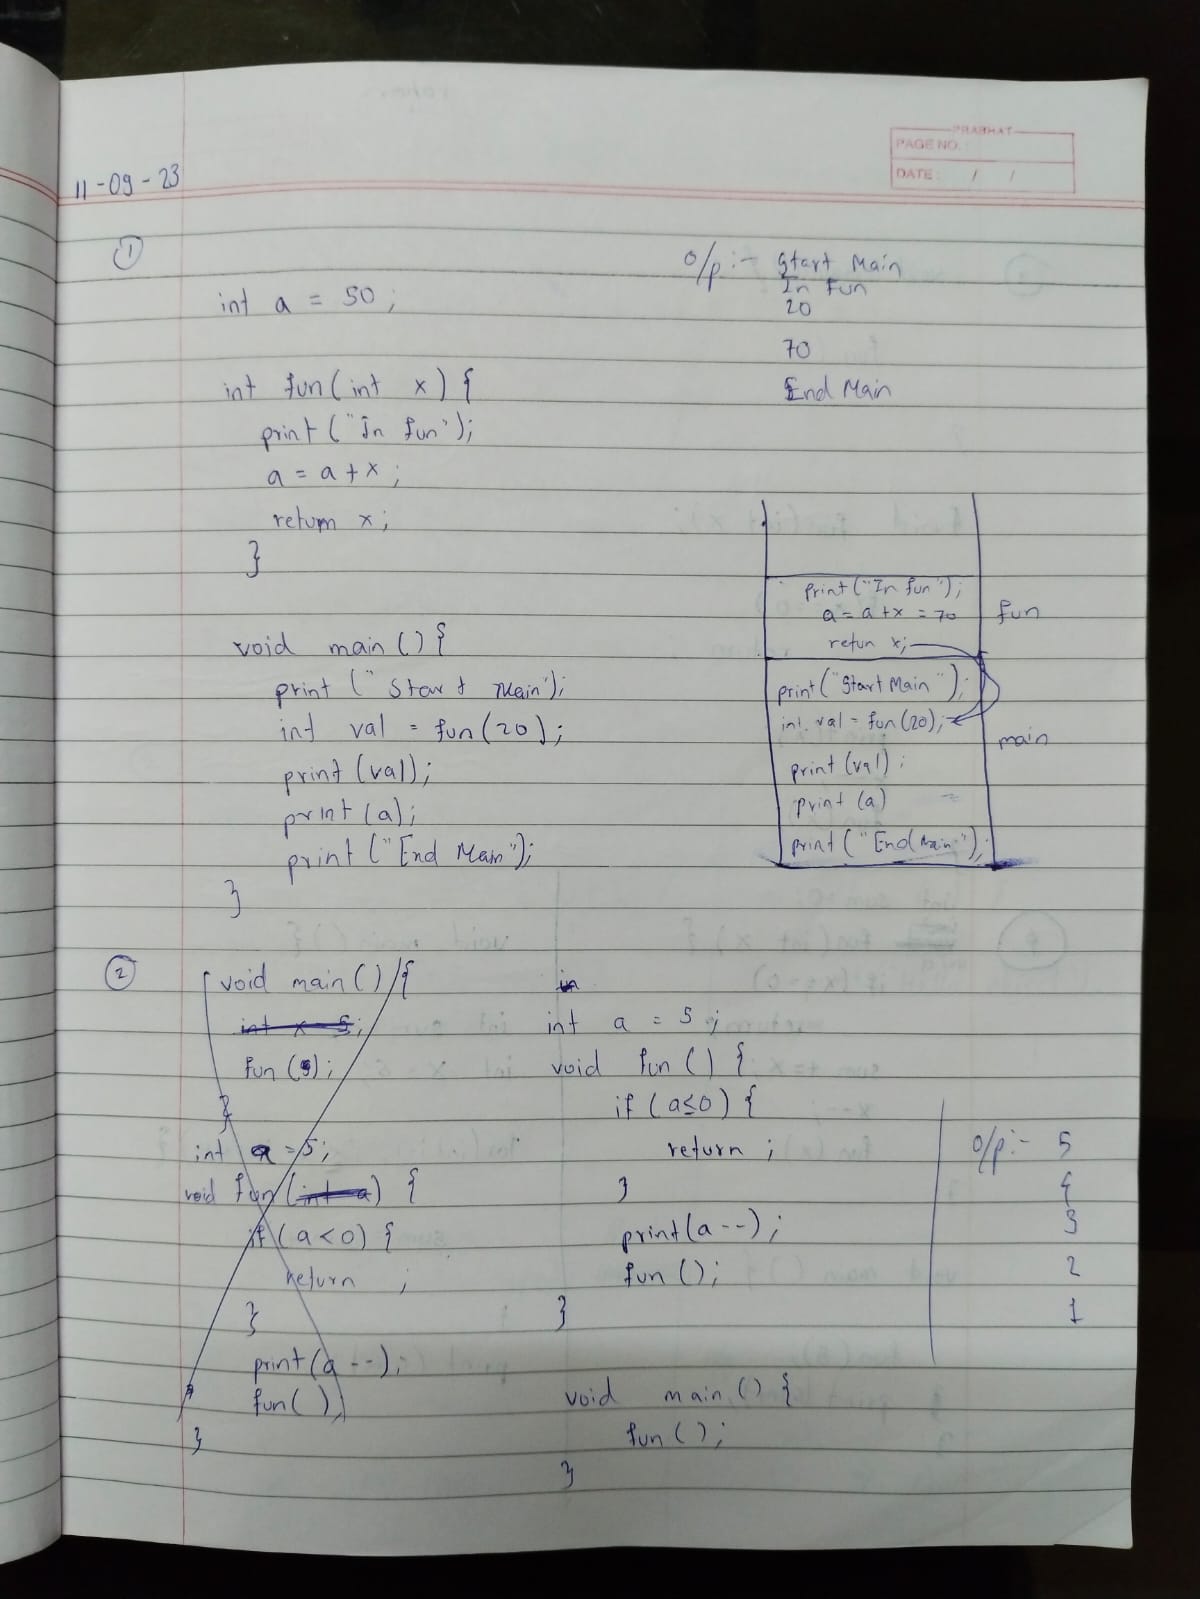 PRABHAT
PAGE NO. :
DATE : / /
11-09-23
①
int a = 50;
int fun(int x) {
print("In fun");
a = a+x;
return x;
}
void main() {
print("Start Main");
int val = fun(20);
print(val);
print(a);
print("End Main");
}
o/p :- Start Main
In Fun
20
70
End Main
print("In fun");
a = a+x = 70
retun x;
fun
print("Start Main");
int. val = fun(20);
print(val);
print(a)
print("End Main");
main
②
void main() {
int x = 5;
fun(5);
}
int a = 5;
void fun(int a) {
if (a<0) {
return ;
}
print(a--);
fun();
}
in
int a = 5;
void fun() {
if (a≤0) {
return ;
}
print(a--);
fun();
}
void main() {
fun();
}
o/p :- 5
4
3
2
1